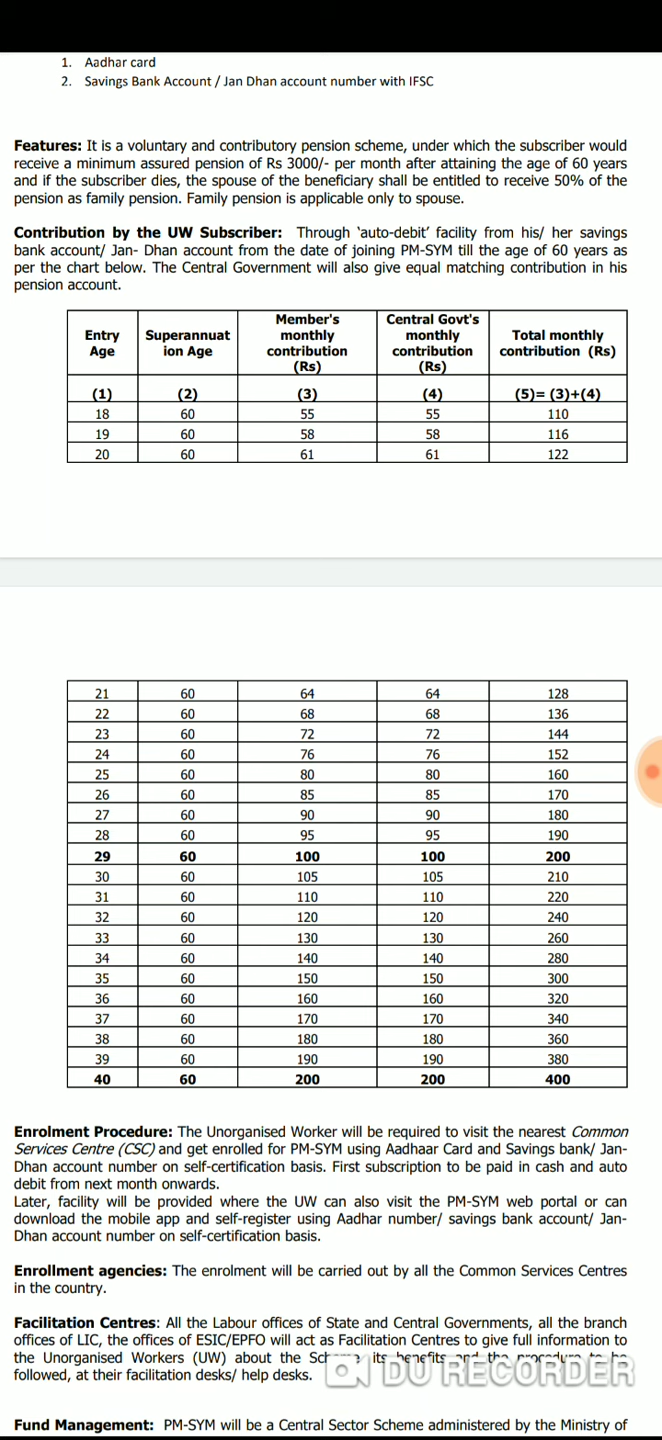 1. Aadhar card
2. Savings Bank Account / Jan Dhan account number with IFSC
Features: It is a voluntary and contributory pension scheme, under which the subscriber would
receive a minimum assured pension of Rs 3000/- per month after attaining the age of 60 years
and if the subscriber dies, the spouse of the beneficiary shall be entitled to receive 50% of the
pension as family pension. Family pension is applicable only to spouse.
Contribution by the UW Subscriber: Through ‘auto-debit’ facility from his/ her savings
bank account/ Jan- Dhan account from the date of joining PM-SYM till the age of 60 years as
per the chart below. The Central Government will also give equal matching contribution in his
pension account.
Entry Age Superannuat ion Age Member's monthly contribution (Rs) Central Govt's monthly contribution (Rs) Total monthly contribution (Rs)
(1) (2) (3) (4) (5)= (3)+(4)
18 60 55 55 110
19 60 58 58 116
20 60 61 61 122
21 60 64 64 128
22 60 68 68 136
23 60 72 72 144
24 60 76 76 152
25 60 80 80 160
26 60 85 85 170
27 60 90 90 180
28 60 95 95 190
29 60 100 100 200
30 60 105 105 210
31 60 110 110 220
32 60 120 120 240
33 60 130 130 260
34 60 140 140 280
35 60 150 150 300
36 60 160 160 320
37 60 170 170 340
38 60 180 180 360
39 60 190 190 380
40 60 200 200 400
Enrolment Procedure: The Unorganised Worker will be required to visit the nearest Common
Services Centre (CSC) and get enrolled for PM-SYM using Aadhaar Card and Savings bank/ Jan-
Dhan account number on self-certification basis. First subscription to be paid in cash and auto
debit from next month onwards.
Later, facility will be provided where the UW can also visit the PM-SYM web portal or can
download the mobile app and self-register using Aadhar number/ savings bank account/ Jan-
Dhan account number on self-certification basis.
Enrollment agencies: The enrolment will be carried out by all the Common Services Centres
in the country.
Facilitation Centres: All the Labour offices of State and Central Governments, all the branch
offices of LIC, the offices of ESIC/EPFO will act as Facilitation Centres to give full information to
the Unorganised Workers (UW) about the its benefits and the procedure to be
followed, at their facilitation desks/ help desks.
DU RECORDER
Fund Management: PM-SYM will be a Central Sector Scheme administered by the Ministry of